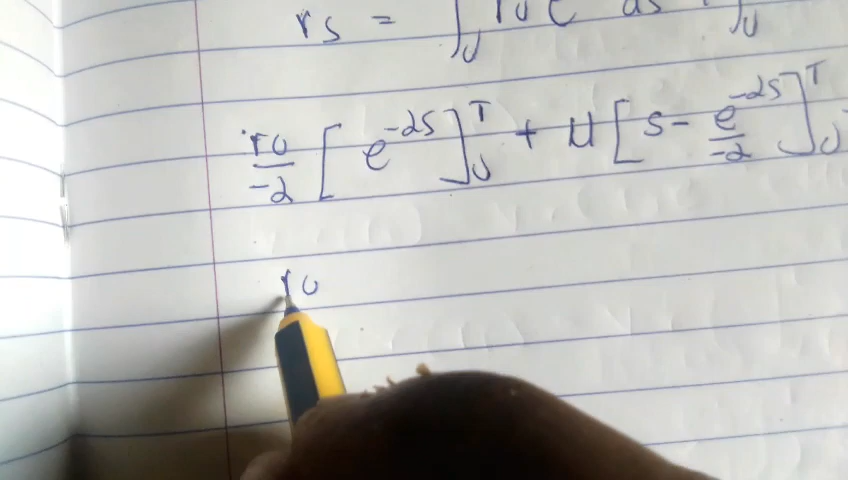 rs = ∫₀ r0 e ds ∫₀
r0/-2 [e^-2s]₀^T + μ[s - e^-2s/-2]₀^T
r0